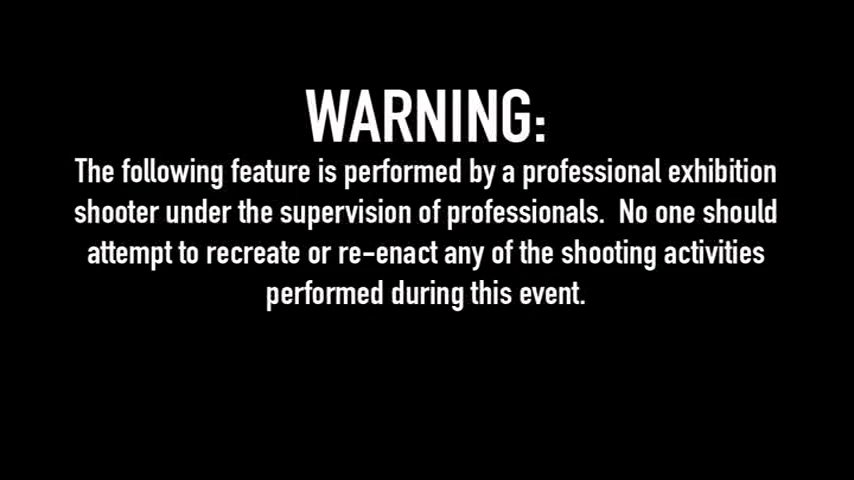 WARNING:
The following feature is performed by a professional exhibition
shooter under the supervision of professionals.  No one should
attempt to recreate or re-enact any of the shooting activities
performed during this event.